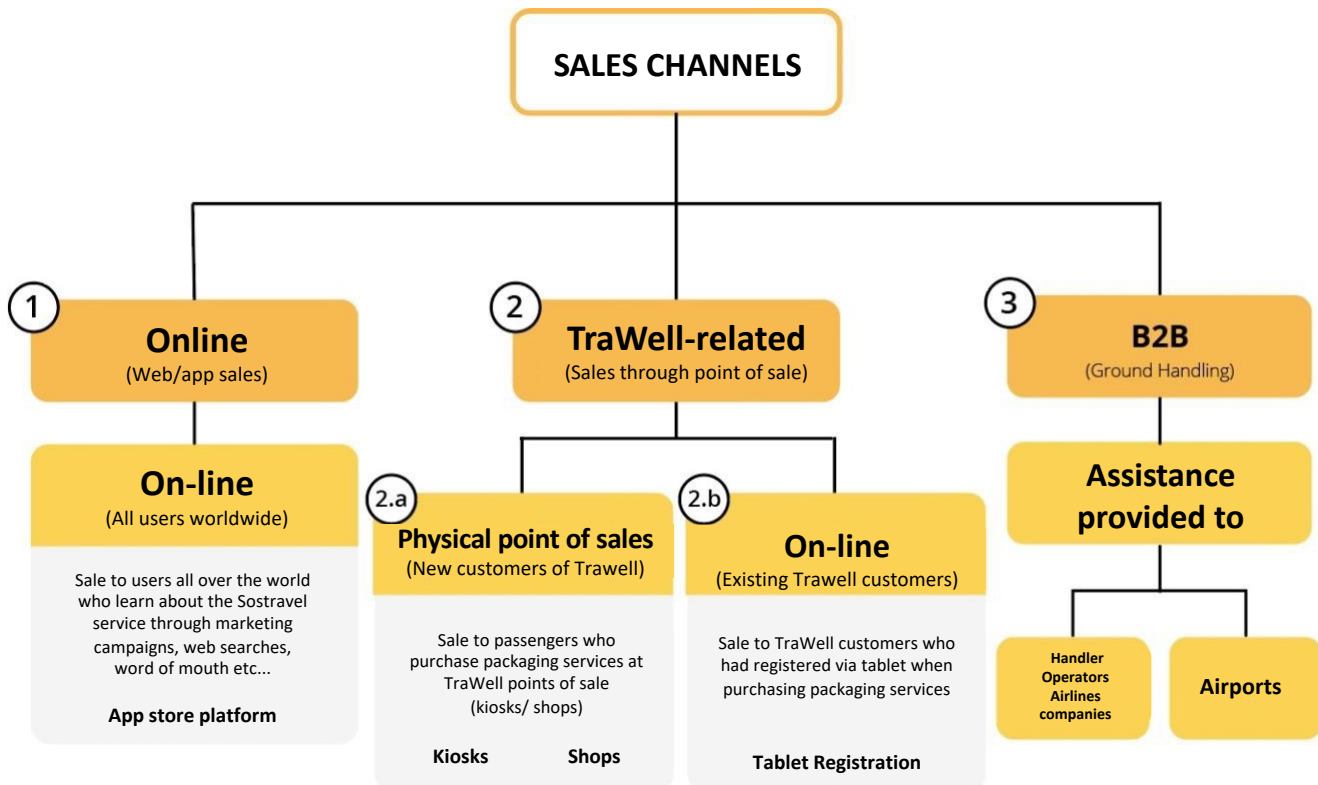 SALES CHANNELS
1
Online
(Web/app sales)
On-line
(All users worldwide)
Sale to users all over the world
who learn about the Sostravel
service through marketing
campaigns, web searches,
word of mouth etc...
App store platform
2
TraWell-related
(Sales through point of sale)
2.a
Physical point of sales
(New customers of Trawell)
Sale to passengers who
purchase packaging services at
TraWell points of sale
(kiosks/ shops)
Kiosks
Shops
2.b
On-line
(Existing Trawell customers)
Sale to TraWell customers who
had registered via tablet when
purchasing packaging services
Tablet Registration
3
B2B
(Ground Handling)
Assistance
provided to
Handler
Operators
Airlines
companies
Airports